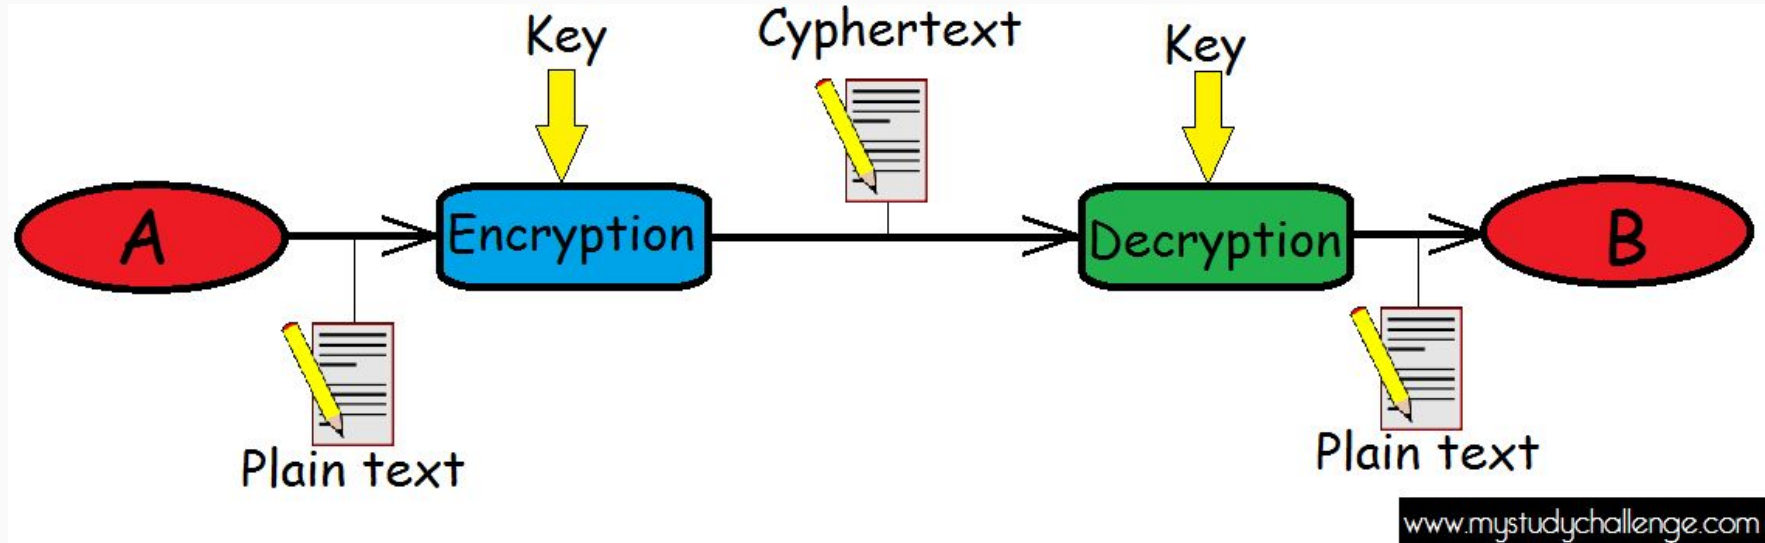 Key
Cyphertext
Key
A
Encryption
Decryption
B
Plain text
Plain text
www.mystudychallenge.com